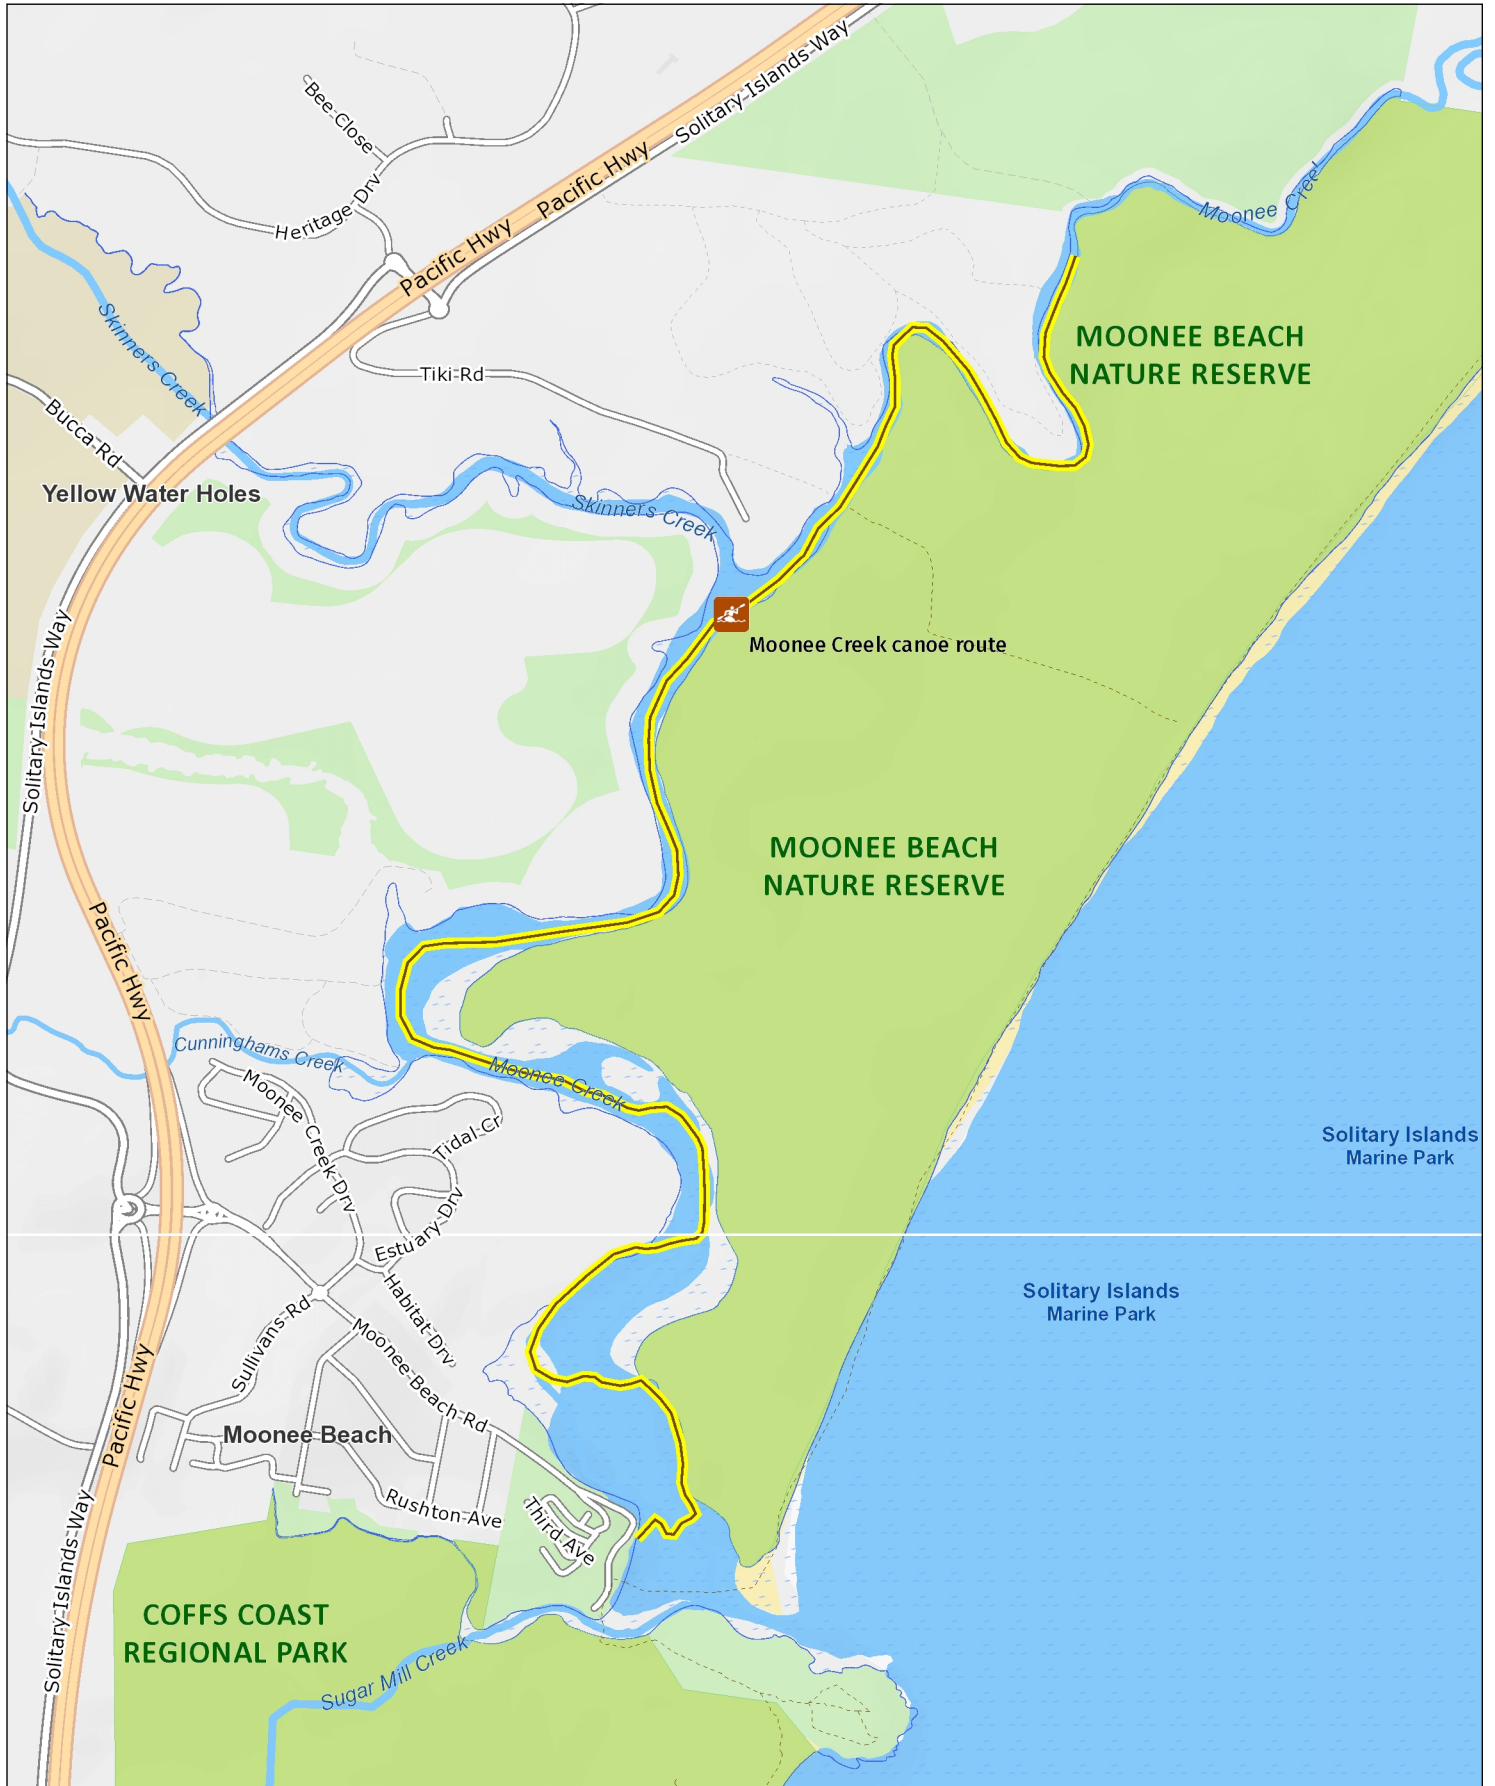 Solitary-Islands-Way
Bee-Close
Pacific Hwy
Heritage-Drv
Pacific Hwy
Moonee Creek
Skinners Creek
MOONEE BEACH
NATURE RESERVE
Tiki-Rd
Bucca-Rd
Yellow Water Holes
Skinners Creek
Moonee Creek canoe route
Solitary-Islands-Way
MOONEE BEACH
NATURE RESERVE
Pacific Hwy
Cunninghams Creek
Moonee Creek
Moonee Creek-Drv
Tidal-Cr
Solitary Islands
Marine Park
Estuary-Drv
Habitat-Drv
Solitary Islands
Marine Park
Sullivans-Rd
Moonee-Beach-Rd
Pacific Hwy
Moonee Beach
Rushton-Ave
Third-Ave
Solitary-Islands-Way
COFFS COAST
REGIONAL PARK
Sugar Mill Creek